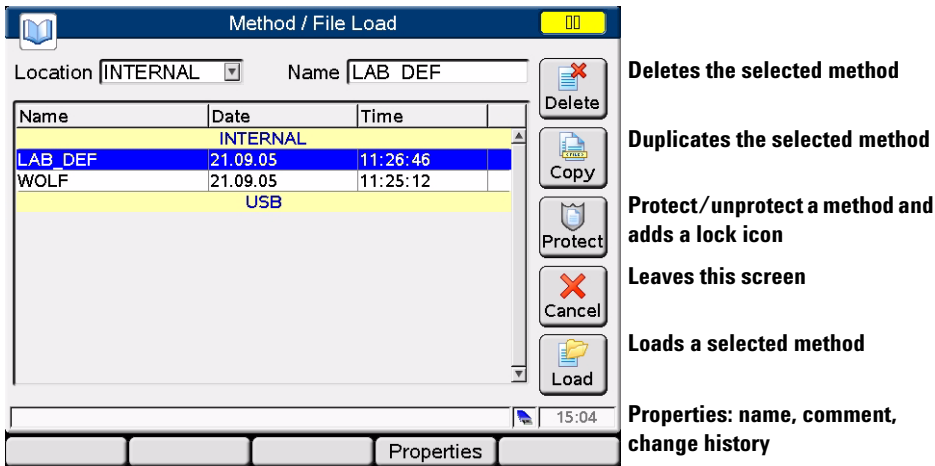 Method / File Load
Location INTERNAL Name LAB DEF
Name Date Time
INTERNAL
LAB_DEF 21.09.05 11:26:46
WOLF 21.09.05 11:25:12
USB
Delete
Copy
Protect
Cancel
Load
15:04
Properties
Deletes the selected method
Duplicates the selected method
Protect/unprotect a method and
adds a lock icon
Leaves this screen
Loads a selected method
Properties: name, comment,
change history